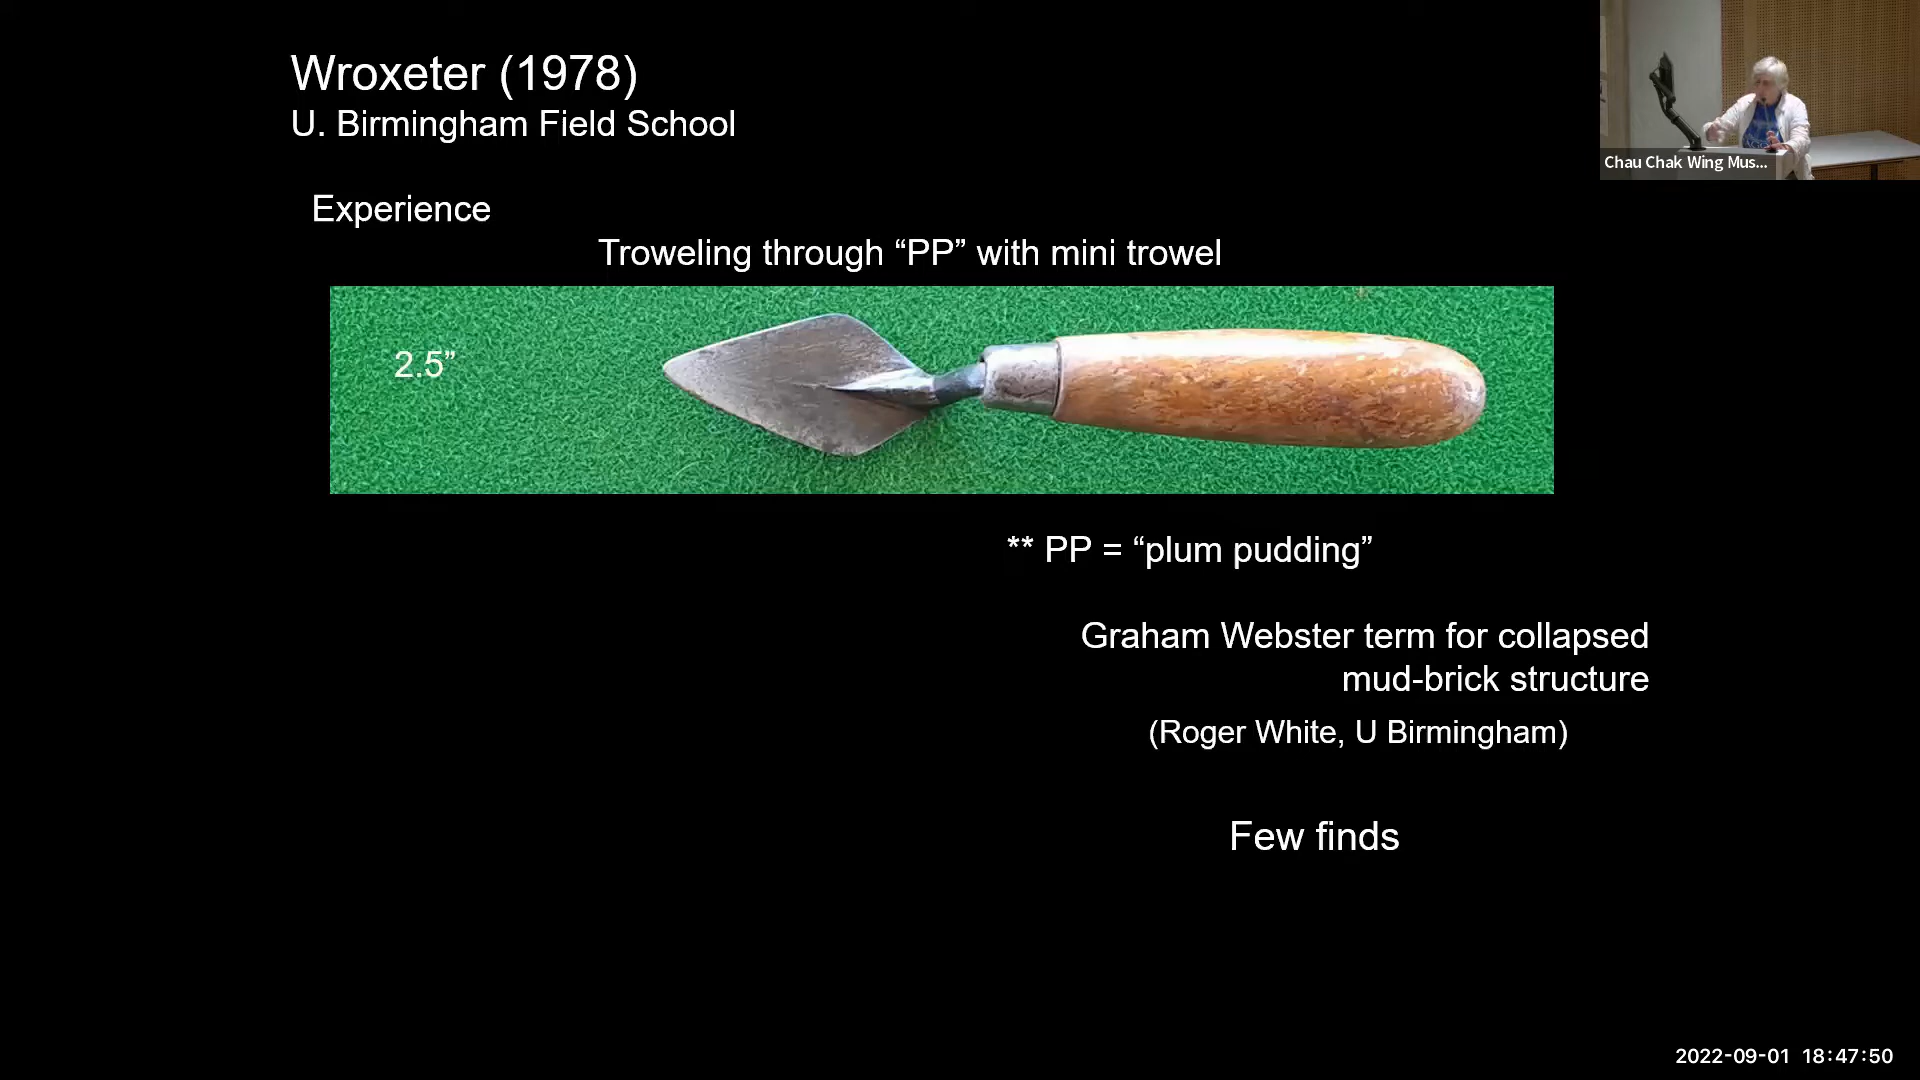 Wroxeter (1978)
U. Birmingham Field School
Experience
Troweling through “PP” with mini trowel
2.5”
** PP = “plum pudding”
Graham Webster term for collapsed
mud-brick structure
(Roger White, U Birmingham)
Few finds
Chau Chak Wing Mus...
2022-09-01 18:47:50